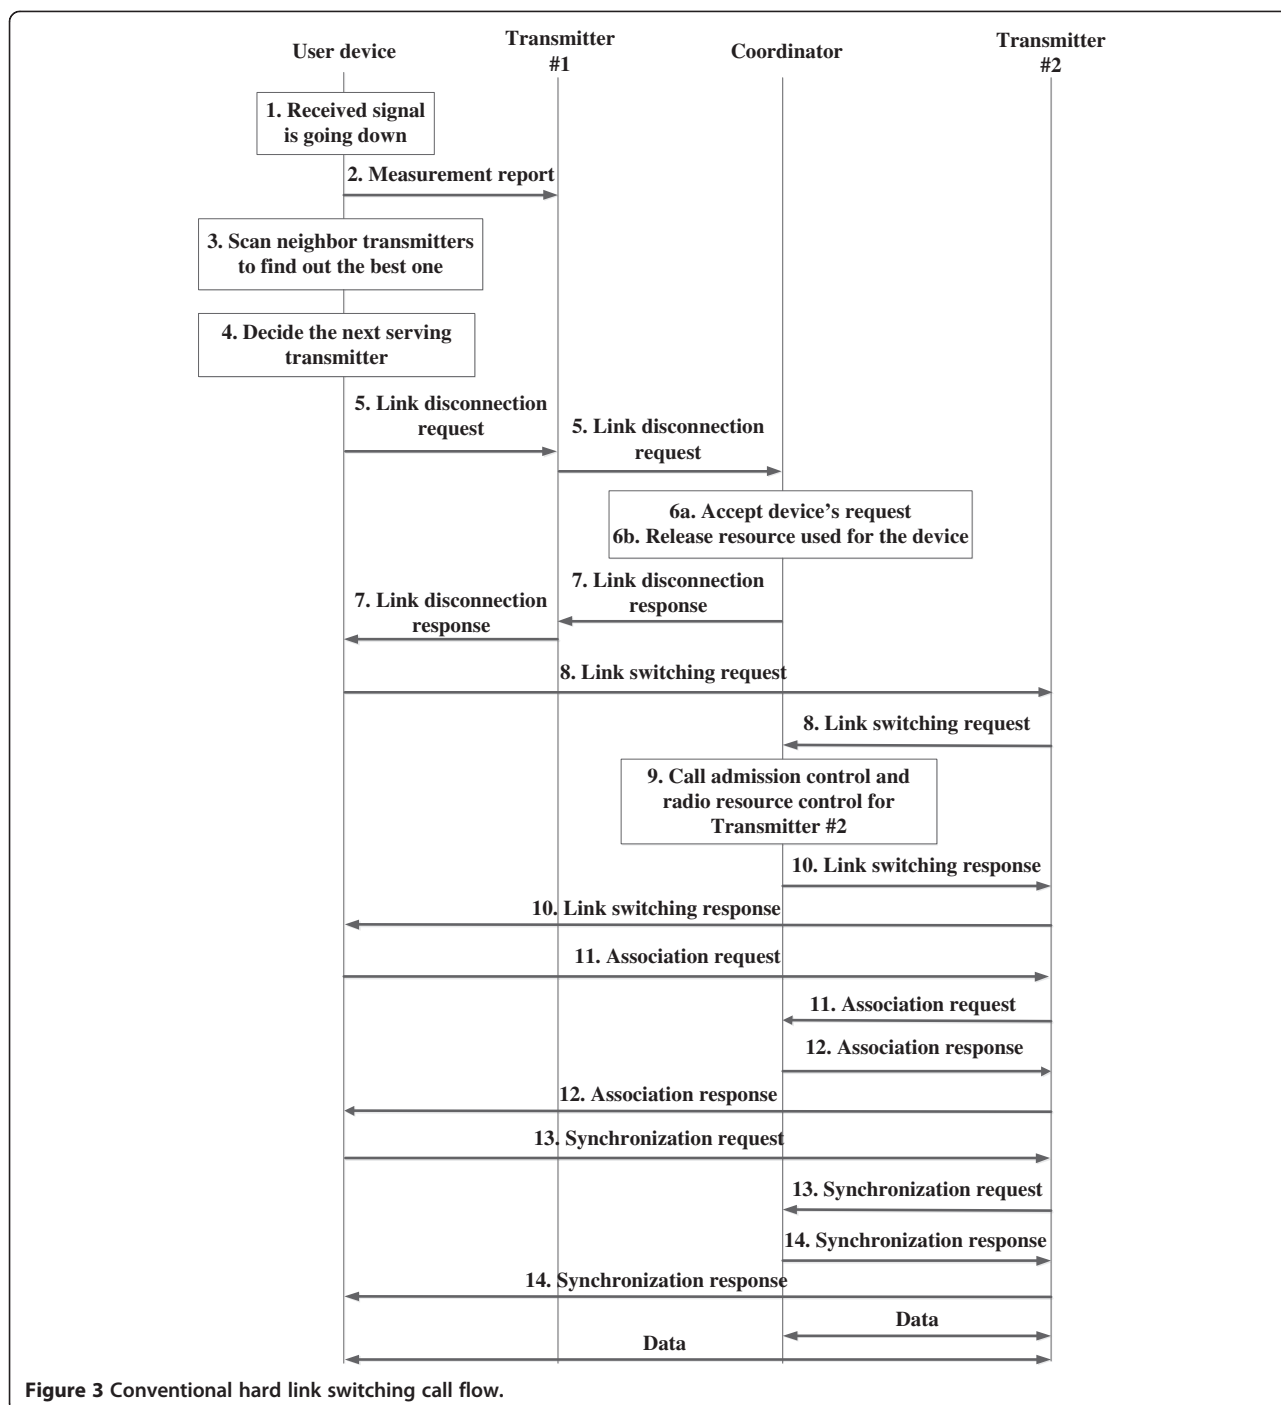 User device
Transmitter
#1
Coordinator
Transmitter
#2
1. Received signal
is going down
2. Measurement report
3. Scan neighbor transmitters
to find out the best one
4. Decide the next serving
transmitter
5. Link disconnection
request
5. Link disconnection
request
6a. Accept device's request
6b. Release resource used for the device
7. Link disconnection
response
7. Link disconnection
response
8. Link switching request
8. Link switching request
9. Call admission control and
radio resource control for
Transmitter #2
10. Link switching response
10. Link switching response
11. Association request
11. Association request
12. Association response
12. Association response
13. Synchronization request
13. Synchronization request
14. Synchronization response
14. Synchronization response
Data
Data
Figure 3 Conventional hard link switching call flow.